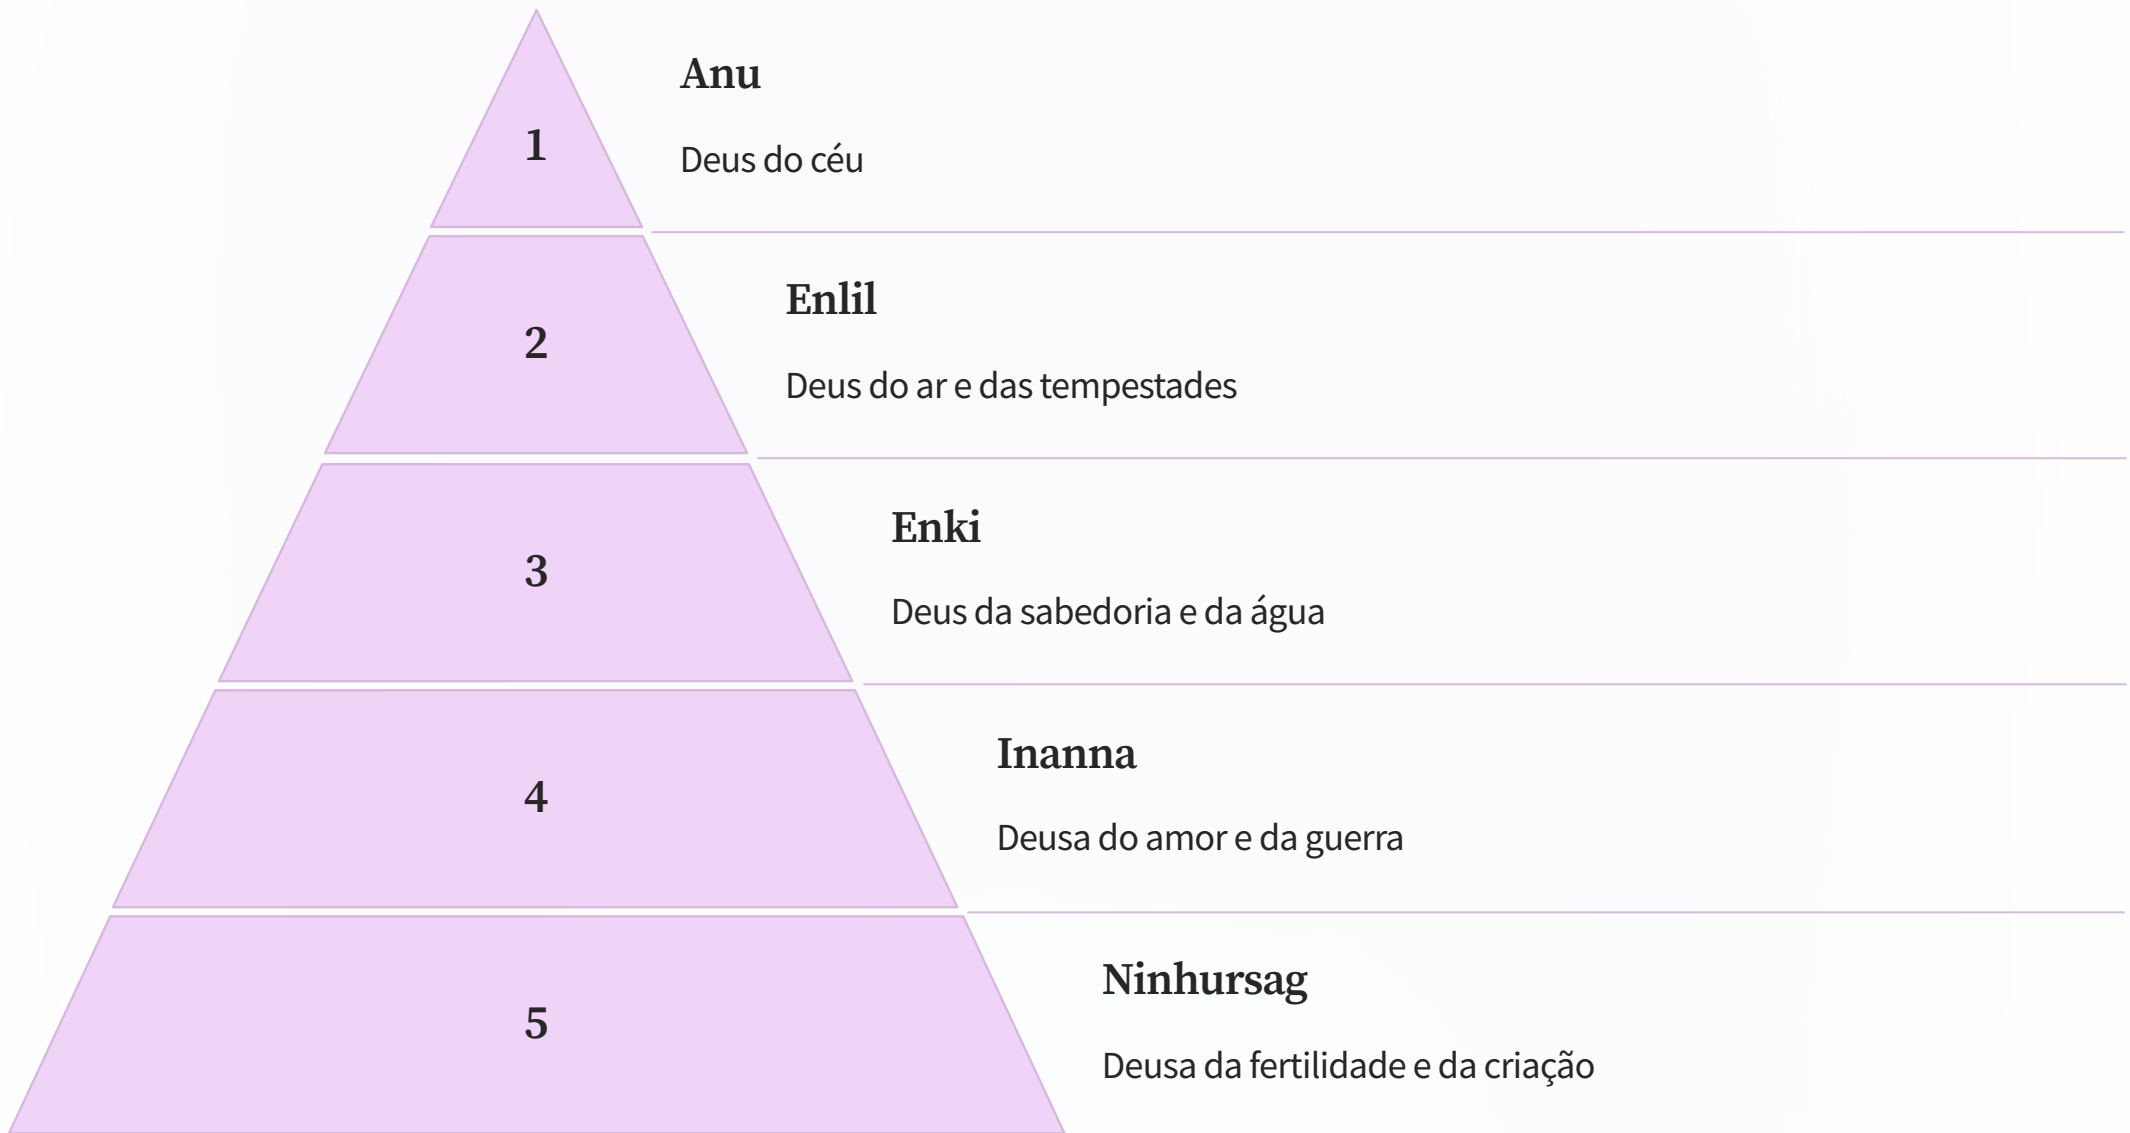 1
Anu
Deus do céu
2
Enlil
Deus do ar e das tempestades
3
Enki
Deus da sabedoria e da água
4
Inanna
Deusa do amor e da guerra
5
Ninhursag
Deusa da fertilidade e da criação